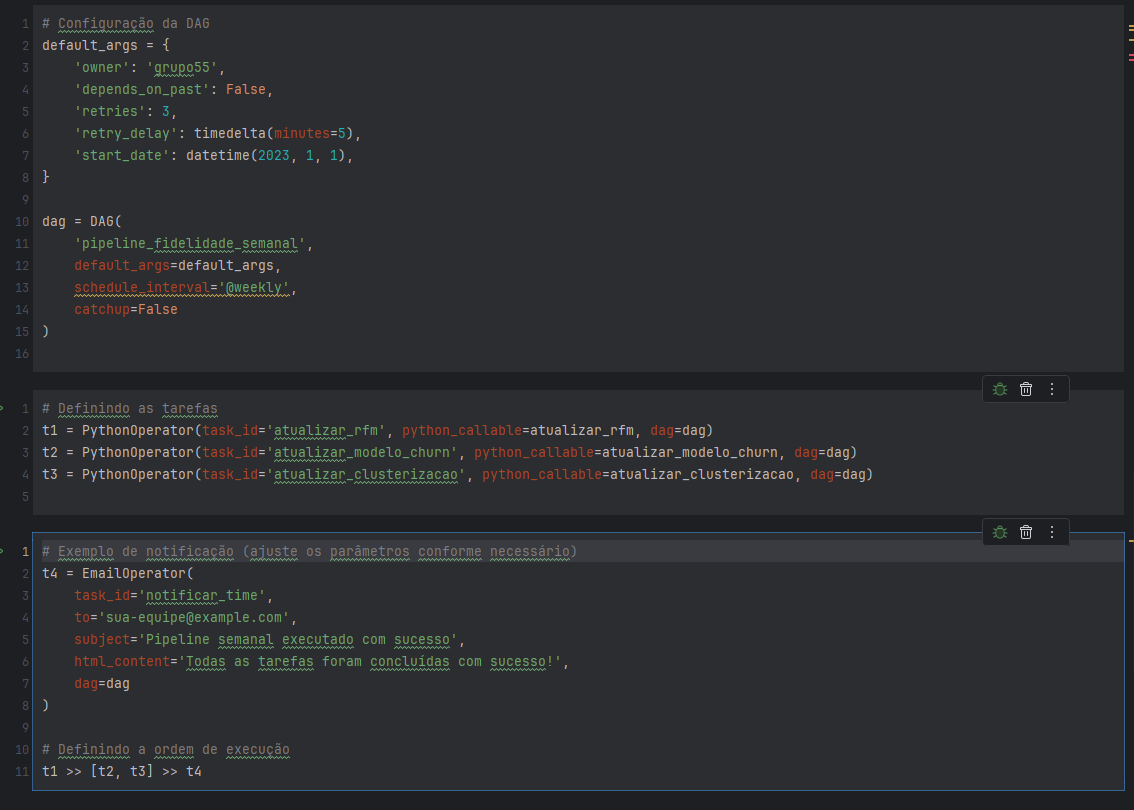 1 # Configuração da DAG
2 default_args = {
3     'owner': 'grupo55',
4     'depends_on_past': False,
5     'retries': 3,
6     'retry_delay': timedelta(minutes=5),
7     'start_date': datetime(2023, 1, 1),
8 }
9
10 dag = DAG(
11     'pipeline_fidelidade_semanal',
12     default_args=default_args,
13     schedule_interval='@weekly',
14     catchup=False
15 )
16
1 # Definindo as tarefas
2 t1 = PythonOperator(task_id='atualizar_rfm', python_callable=atualizar_rfm, dag=dag)
3 t2 = PythonOperator(task_id='atualizar_modelo_churn', python_callable=atualizar_modelo_churn, dag=dag)
4 t3 = PythonOperator(task_id='atualizar_clusterizacao', python_callable=atualizar_clusterizacao, dag=dag)
5
1 # Exemplo de notificação (ajuste os parâmetros conforme necessário)
2 t4 = EmailOperator(
3     task_id='notificar_time',
4     to='sua-equipe@example.com',
5     subject='Pipeline semanal executado com sucesso',
6     html_content='Todas as tarefas foram concluídas com sucesso!',
7     dag=dag
8 )
9
10 # Definindo a ordem de execução
11 t1 >> [t2, t3] >> t4